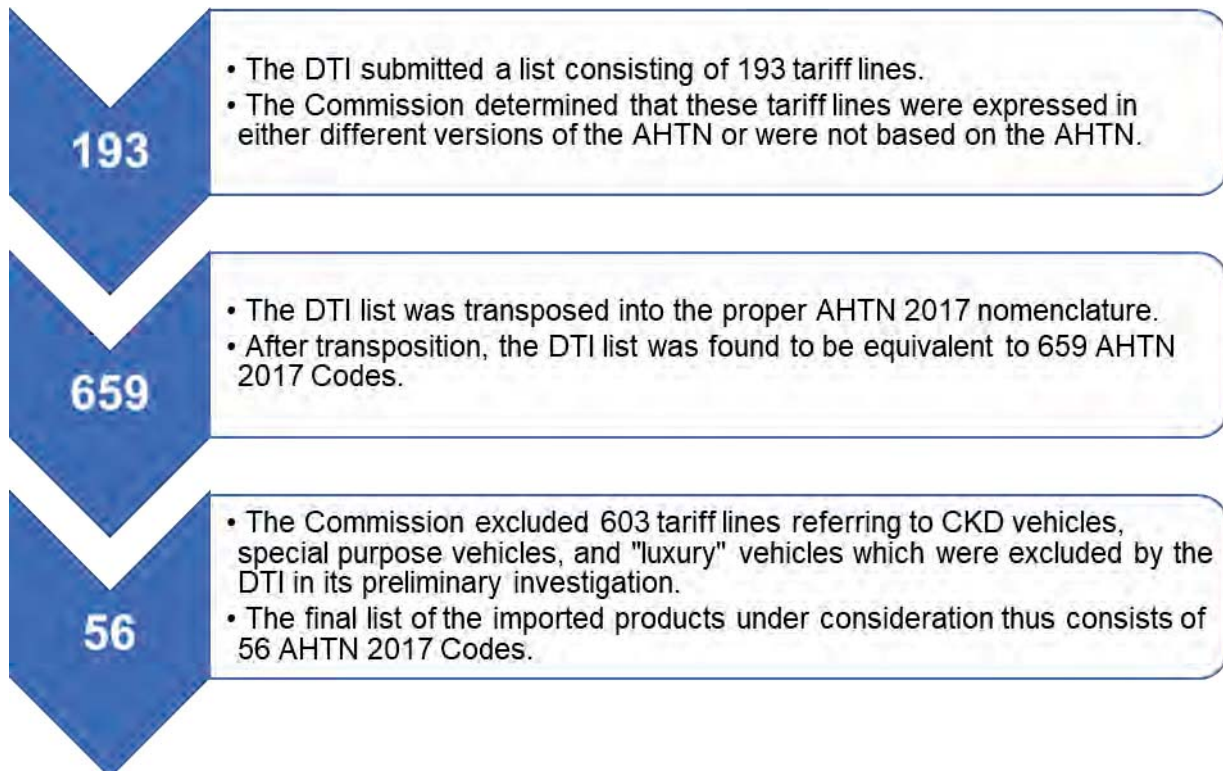 • The DTI submitted a list consisting of 193 tariff lines.
• The Commission determined that these tariff lines were expressed in
either different versions of the AHTN or were not based on the AHTN.
193
• The DTI list was transposed into the proper AHTN 2017 nomenclature.
• After transposition, the DTI list was found to be equivalent to 659 AHTN
2017 Codes.
659
• The Commission excluded 603 tariff lines referring to CKD vehicles,
special purpose vehicles, and "luxury" vehicles which were excluded by the
DTI in its preliminary investigation.
• The final list of the imported products under consideration thus consists of
56 AHTN 2017 Codes.
56